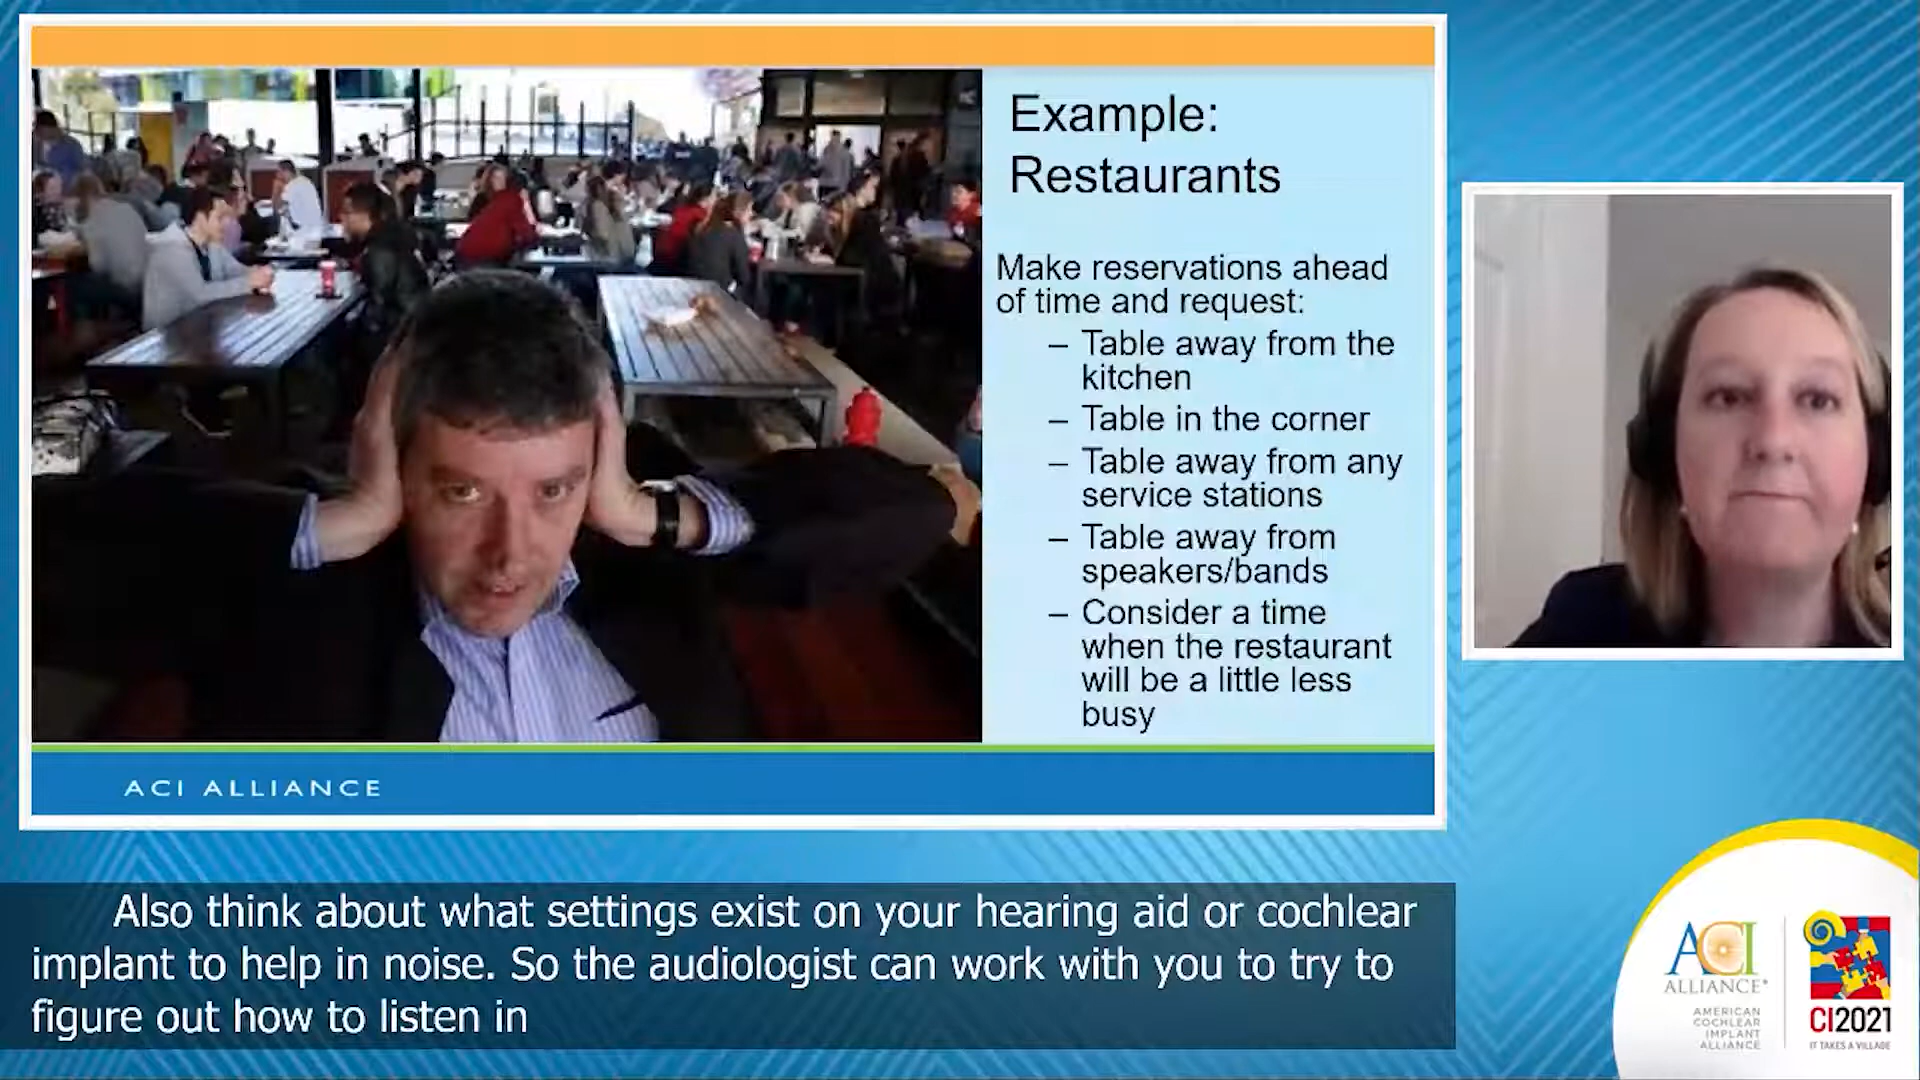 Example:
Restaurants
Make reservations ahead
of time and request:
– Table away from the
kitchen
– Table in the corner
– Table away from any
service stations
– Table away from
speakers/bands
– Consider a time
when the restaurant
will be a little less
busy
ACI ALLIANCE
Also think about what settings exist on your hearing aid or cochlear
implant to help in noise. So the audiologist can work with you to try to
figure out how to listen in
ACI
ALLIANCE®
AMERICAN
COCHLEAR
IMPLANT
ALLIANCE
CI2021
IT TAKES A VILLAGE